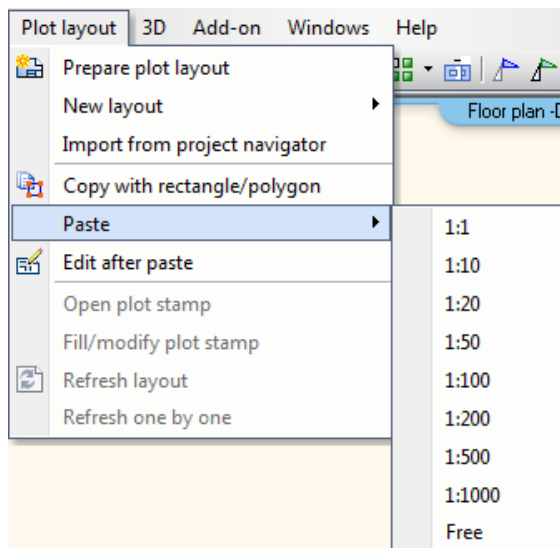 Plot layout 3D Add-on Windows Help
Prepare plot layout
New layout
Floor plan -
Import from project navigator
Copy with rectangle/polygon
Paste
1:1
Edit after paste
1:10
Open plot stamp
1:20
Fill/modify plot stamp
1:50
Refresh layout
1:100
Refresh one by one
1:200
1:500
1:1000
Free